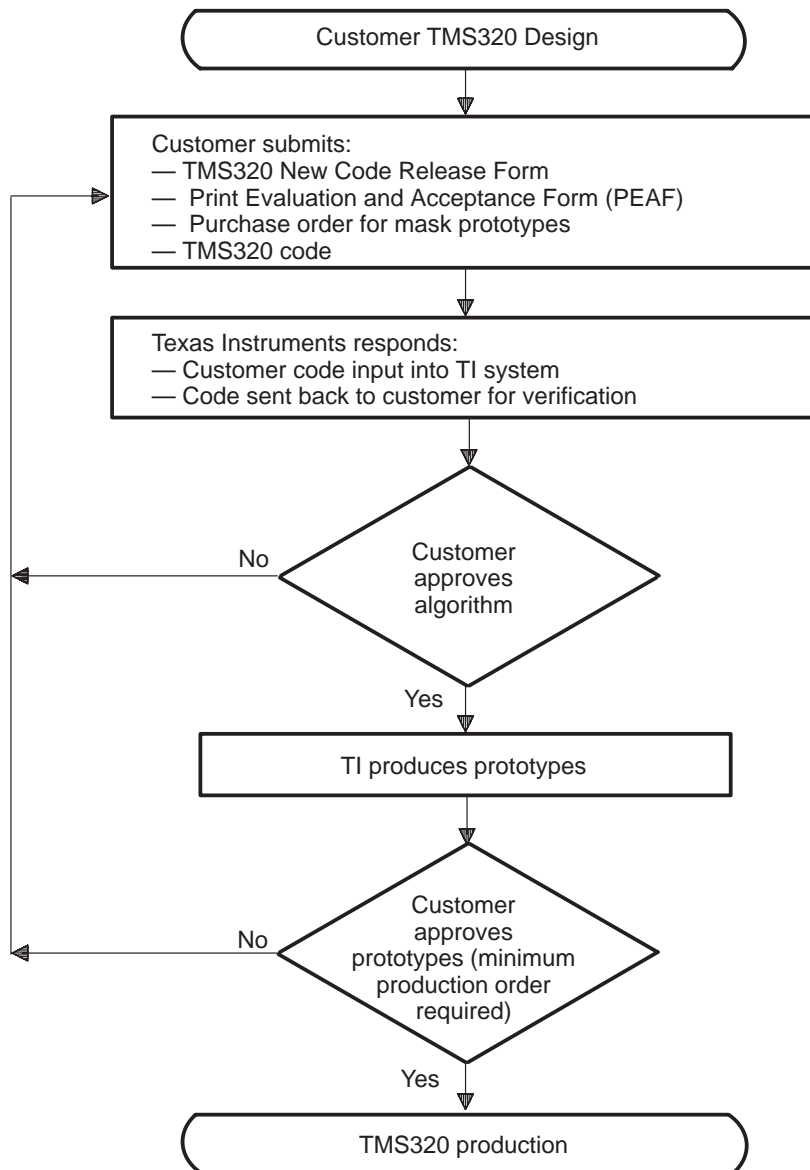 Customer TMS320 Design
Customer submits:
— TMS320 New Code Release Form
— Print Evaluation and Acceptance Form (PEAF)
— Purchase order for mask prototypes
— TMS320 code
Texas Instruments responds:
— Customer code input into TI system
— Code sent back to customer for verification
No
Customer
approves
algorithm
Yes
TI produces prototypes
No
Customer
approves
prototypes (minimum
production order
required)
Yes
TMS320 production